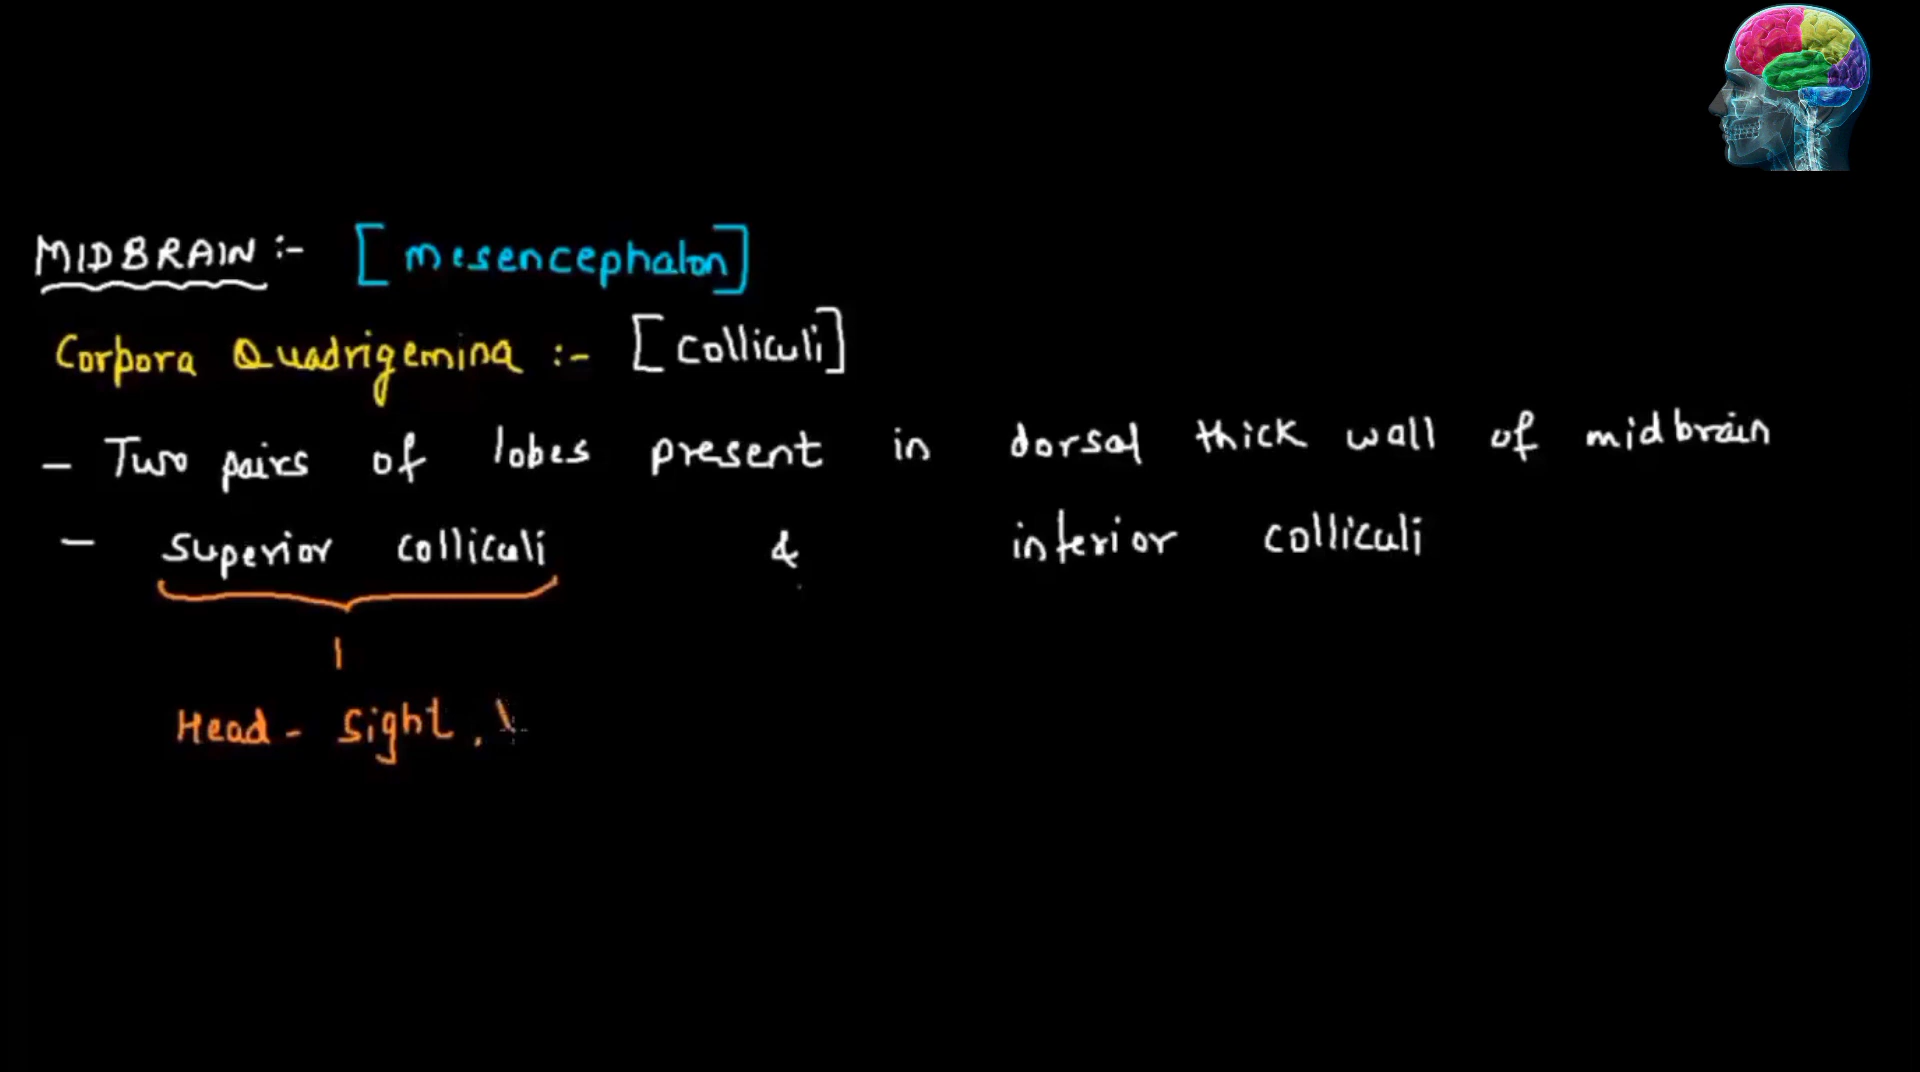 MIDBRAIN :- [mesencephalon]
Corpora Quadrigemina :- [Colliculi]
- Two pairs of lobes present in dorsal thick wall of midbrain
- Superior colliculi & inferior colliculi
Head - Sight,